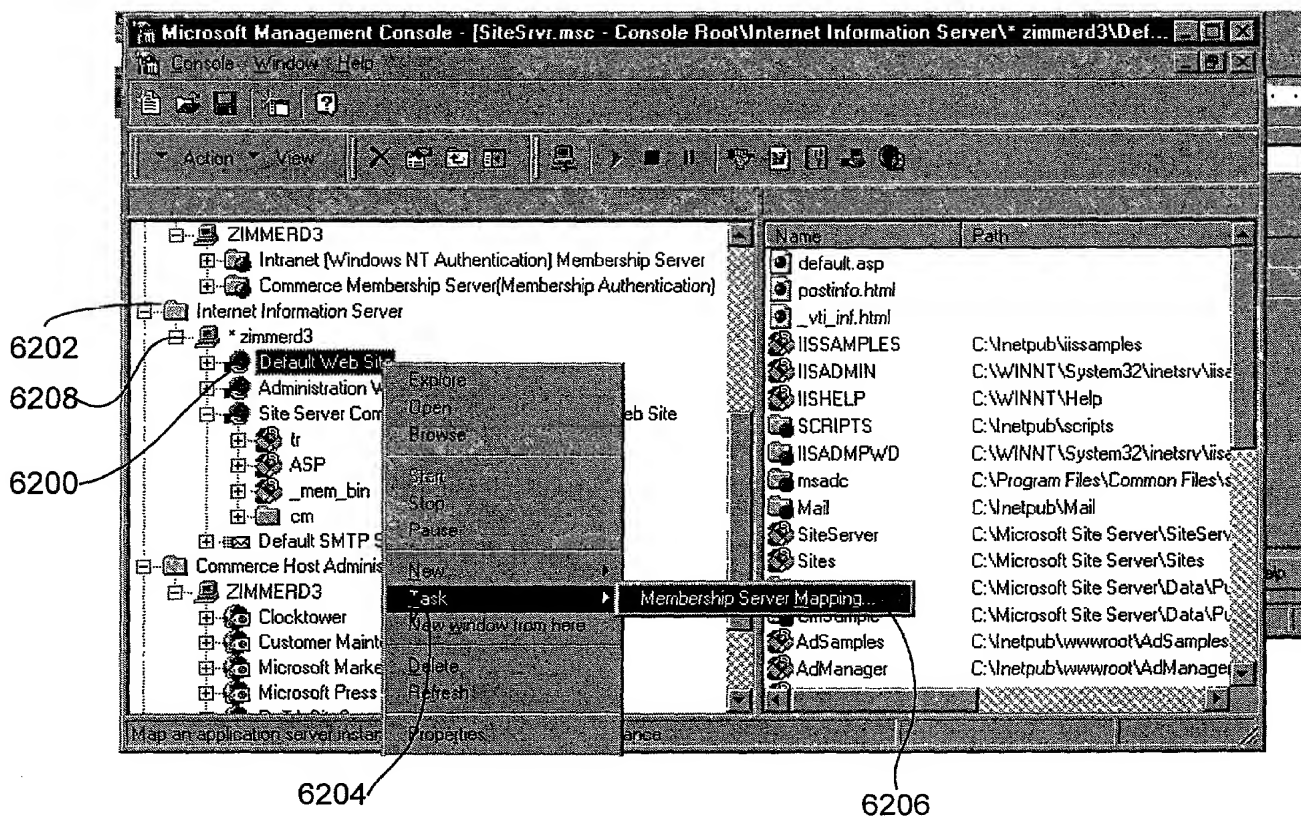 Microsoft Management Console - [SiteSrvr.msc - Console Root\Internet Information Server\* zimmerd3\Def...
Console Window Help
Action View
ZIMMERD3
Intranet (Windows NT Authentication) Membership Server
Commerce Membership Server(Membership Authentication)
Internet Information Server
* zimmerd3
Default Web Site
Administration W
Site Server Com
eb Site
tr
ASP
_mem_bin
cm
Default SMTP S
Commerce Host Adminis
ZIMMERD3
Clocktower
Customer Maint
Microsoft Marke
Microsoft Press
Explore
Open
Browse
Start
Stop
Pause
New
Task
New window from here
Delete
Refresh
Properties
Membership Server Mapping...
Name Path
default.asp
postinfo.html
_vti_inf.html
IISSAMPLES C:\Inetpub\iissamples
IISADMIN C:\WINNT\System32\inetsrv\iisa
IISHELP C:\WINNT\Help
SCRIPTS C:\Inetpub\scripts
IISADMPWD C:\WINNT\System32\inetsrv\iisa
msadc C:\Program Files\Common Files\s
Mail C:\Inetpub\Mail
SiteServer C:\Microsoft Site Server\SiteServ
Sites C:\Microsoft Site Server\Sites
C:\Microsoft Site Server\Data\Pu
CmSample C:\Microsoft Site Server\Data\Pu
AdSamples C:\Inetpub\wwwroot\AdSamples
AdManager C:\Inetpub\wwwroot\AdManager
Map an application server instan
ance
6202
6208
6200
6204
6206